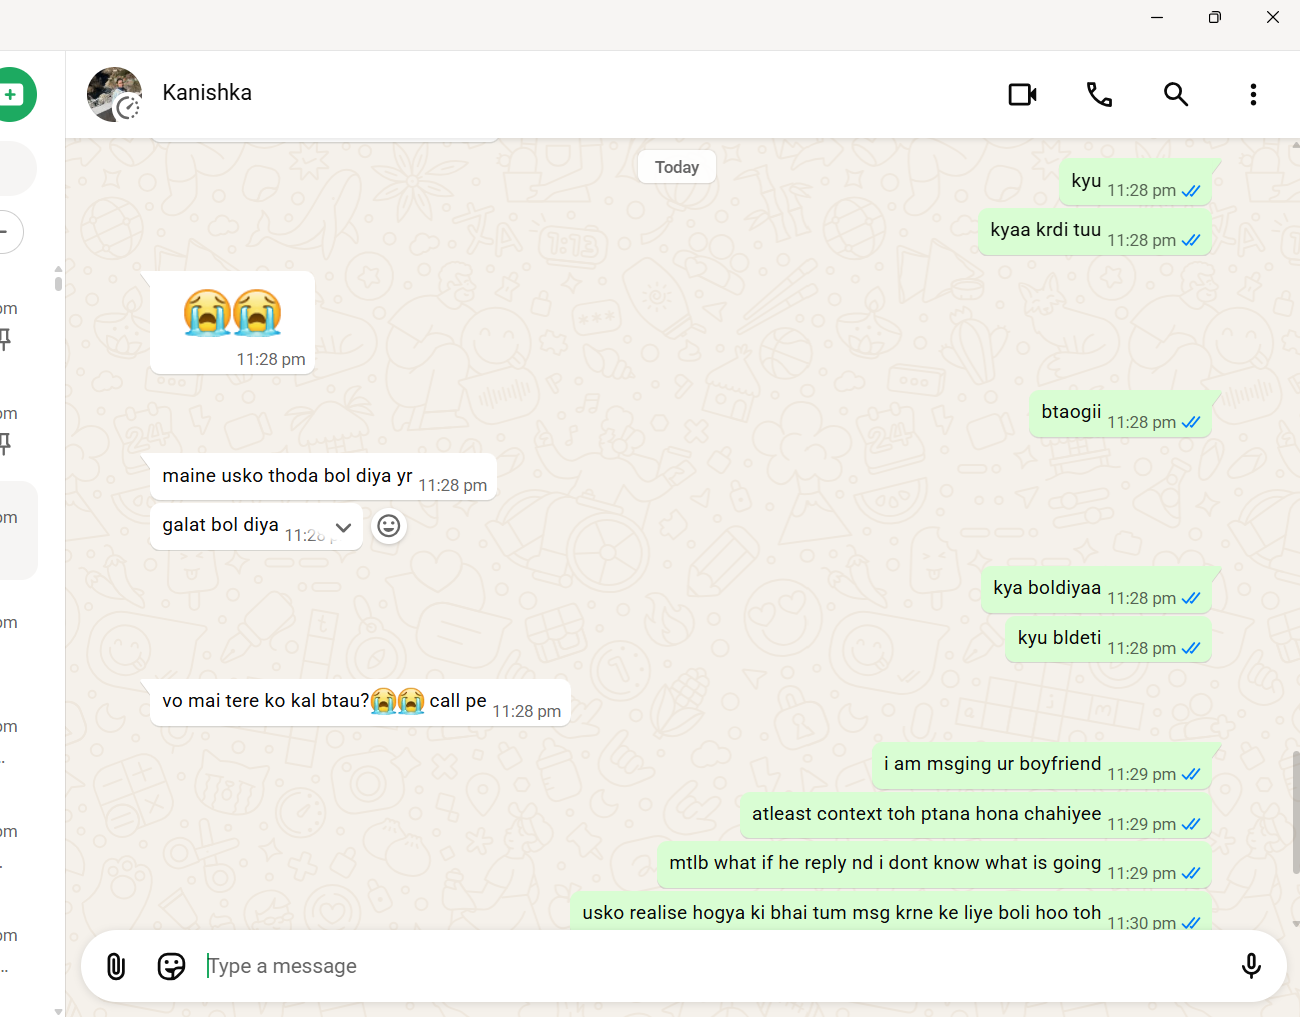 Kanishka
Today
kyu 11:28 pm
kyaa krdi tuu 11:28 pm
😭😭
11:28 pm
btaogii 11:28 pm
maine usko thoda bol diya yr 11:28 pm
galat bol diya 11:28
kya boldiyaa 11:28 pm
kyu bldeti 11:28 pm
vo mai tere ko kal btau?😭😭 call pe 11:28 pm
i am msging ur boyfriend 11:29 pm
atleast context toh ptana hona chahiyee 11:29 pm
mtlb what if he reply nd i dont know what is going 11:29 pm
usko realise hogya ki bhai tum msg krne ke liye boli hoo toh 11:30 pm
Type a message